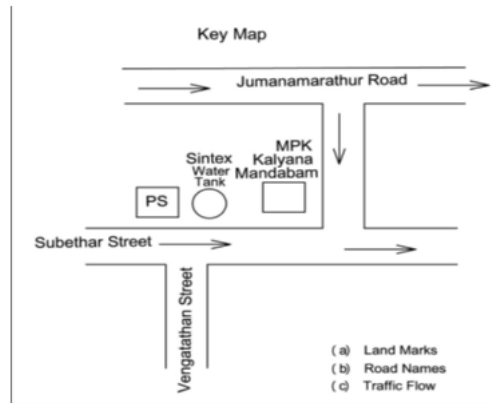 Key Map
Jumanamarathur Road
MPK
Kalyana
Mandabam
Sintex
Water
Tank
PS
Subethar Street
Vengatathan Street
(a) Land Marks
(b) Road Names
(c) Traffic Flow